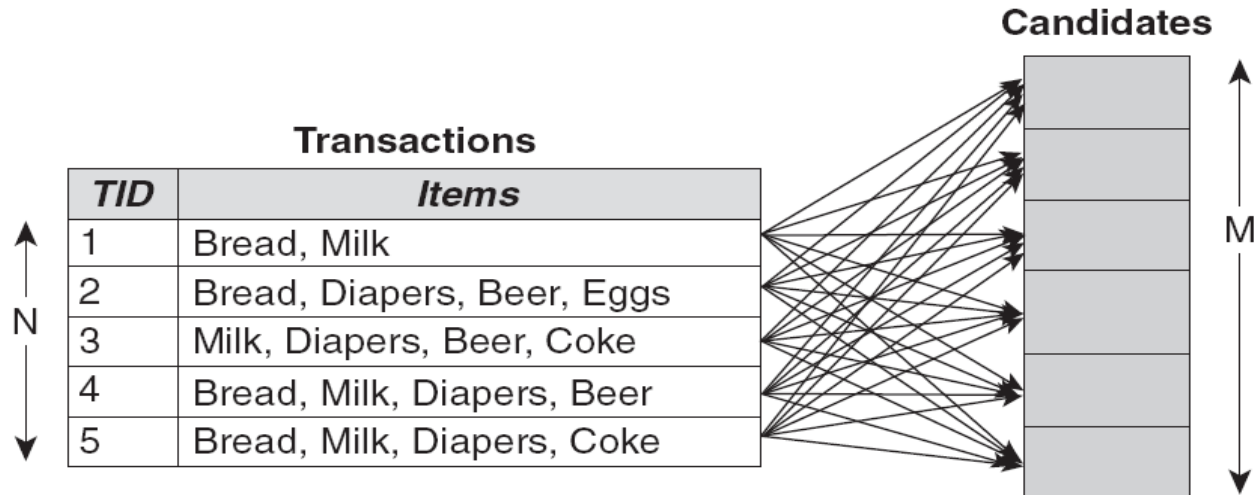 Candidates
Transactions
TID Items
1 Bread, Milk
2 Bread, Diapers, Beer, Eggs
3 Milk, Diapers, Beer, Coke
4 Bread, Milk, Diapers, Beer
5 Bread, Milk, Diapers, Coke
N
M